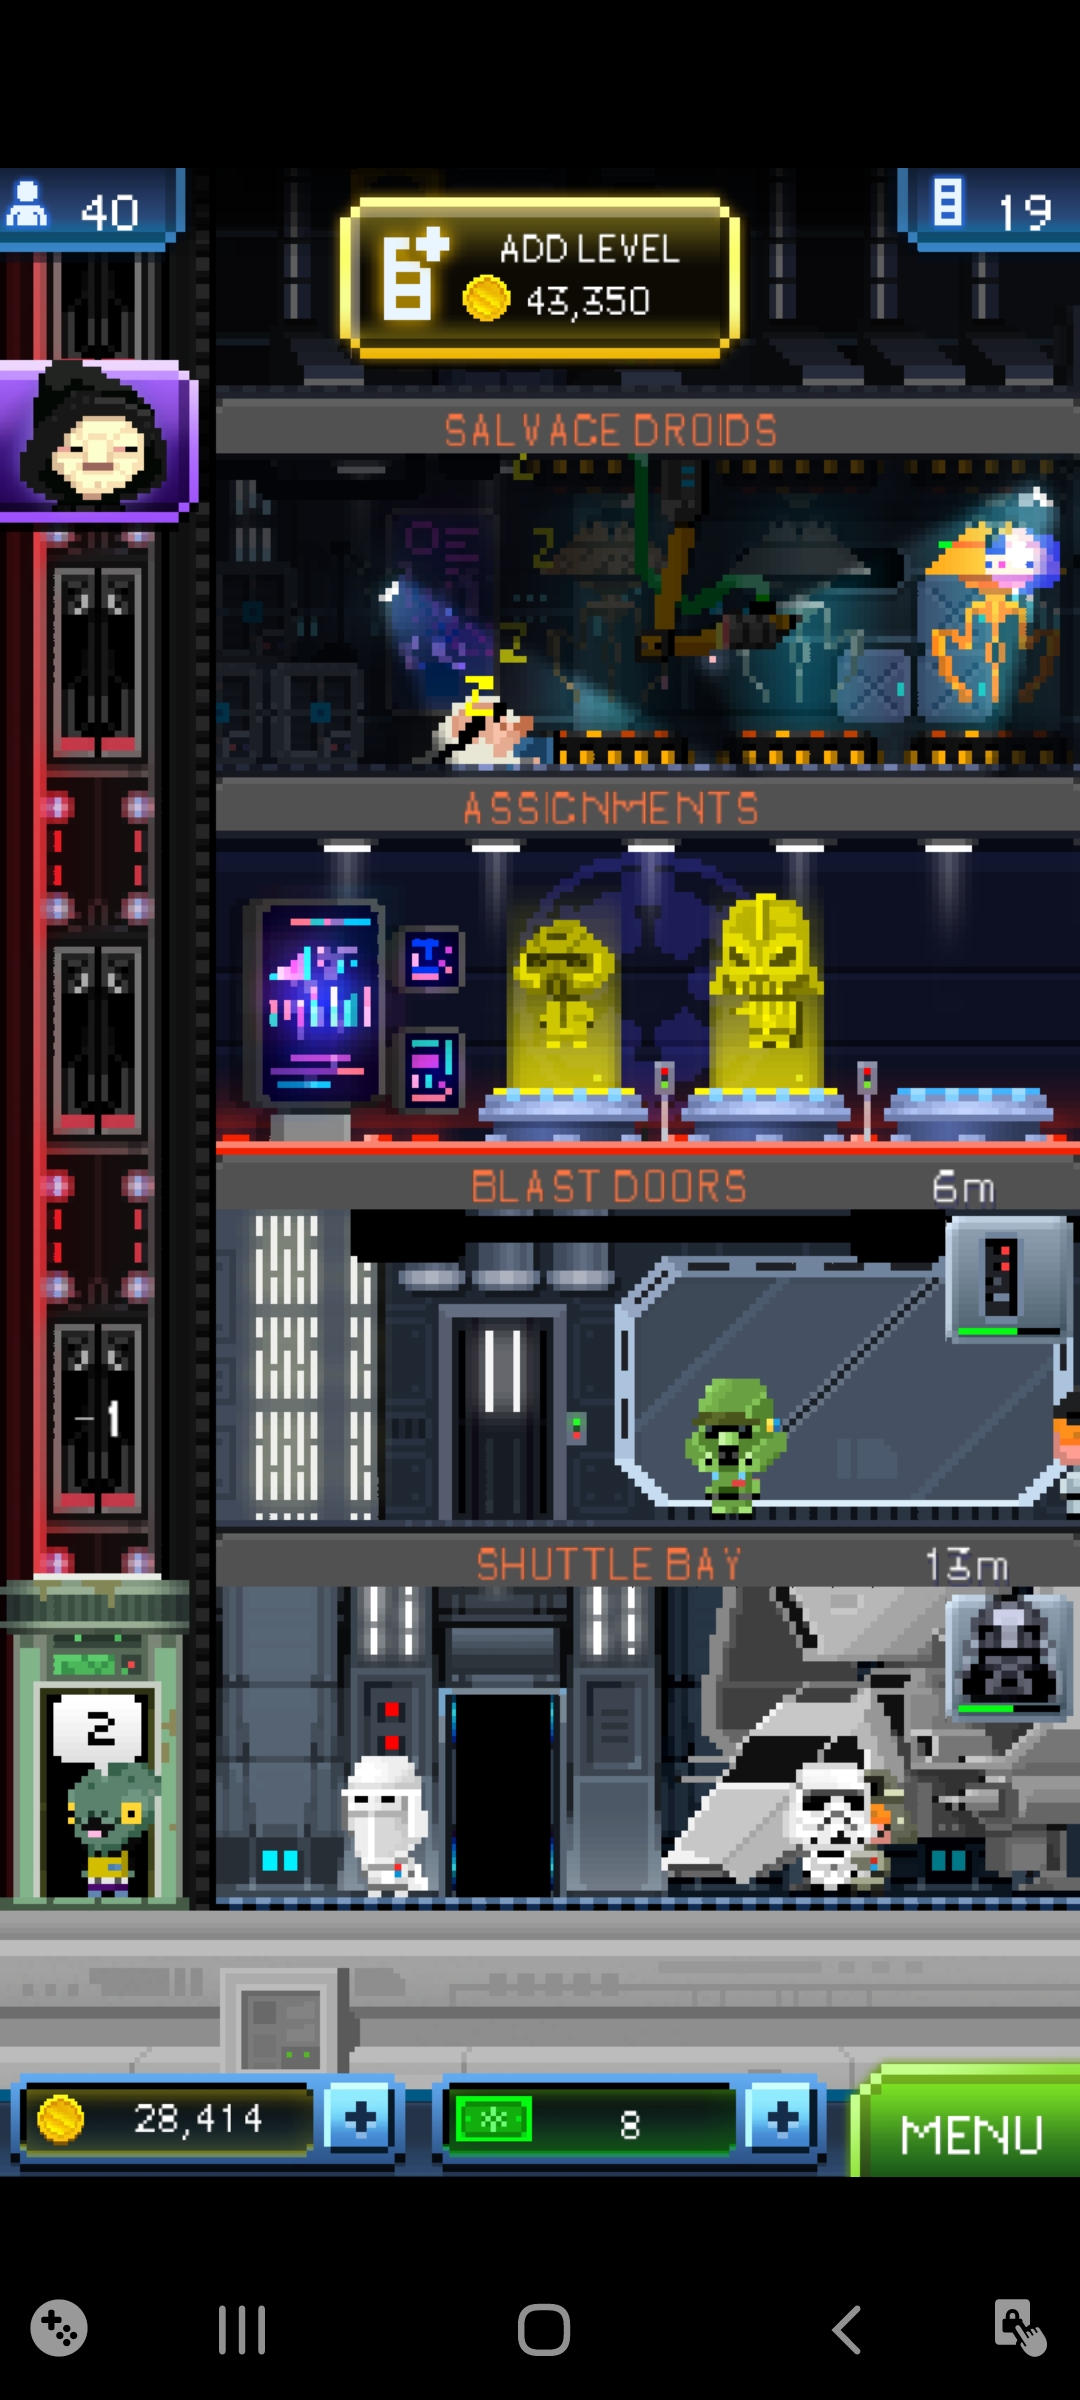 40
ADD LEVEL
43,350
19
SALVAGE DROIDS
Z
Z
Z
Z
ASSIGNMENTS
BLAST DOORS 6m
-1
SHUTTLE BAY 13m
2
28,414
8
MENU